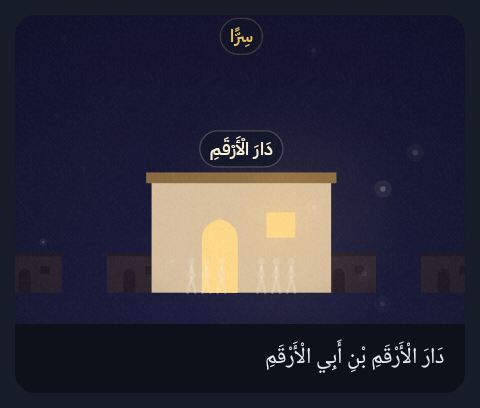 سِرًّا
دَارَ الْأَرْقَمِ
دَارَ الْأَرْقَمِ بْنِ أَبِي الْأَرْقَمِ